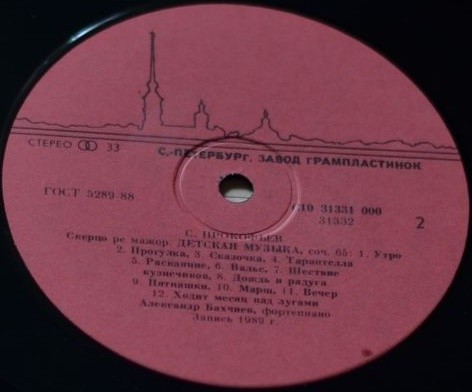 СТЕРЕО 33
С.-ПЕТЕРБУРГ. ЗАВОД ГРАМПЛАСТИНОК
ГОСТ 5289-88
С10 31331 000
31332
2
С. ПРОКОФЬЕВ
Скерцо ре мажор. ДЕТСКАЯ МУЗЫКА, соч. 65: 1. Утро
2. Прогулка, 3. Сказочка, 4. Тарантелла
5. Раскаяние, 6. Вальс, 7. Шествие
кузнечиков, 8. Дождь и радуга
9. Пятнашки, 10. Марш, 11. Вечер
12. Ходит месяц над лугами
Александр Бахчиев, фортепиано
Запись 1989 г.